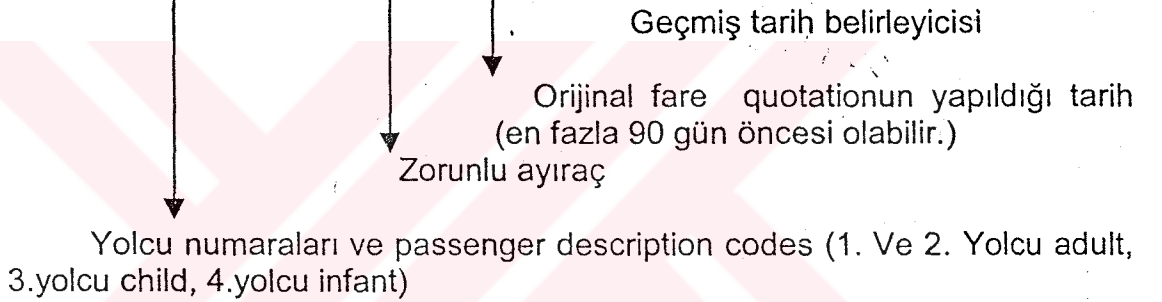 Geçmiş tarih belirleyicisi
Orijinal fare quotationun yapıldığı tarih
(en fazla 90 gün öncesi olabilir.)
Zorunlu ayıraç
Yolcu numaraları ve passenger description codes (1. Ve 2. Yolcu adult,
3.yolcu child, 4.yolcu infant)